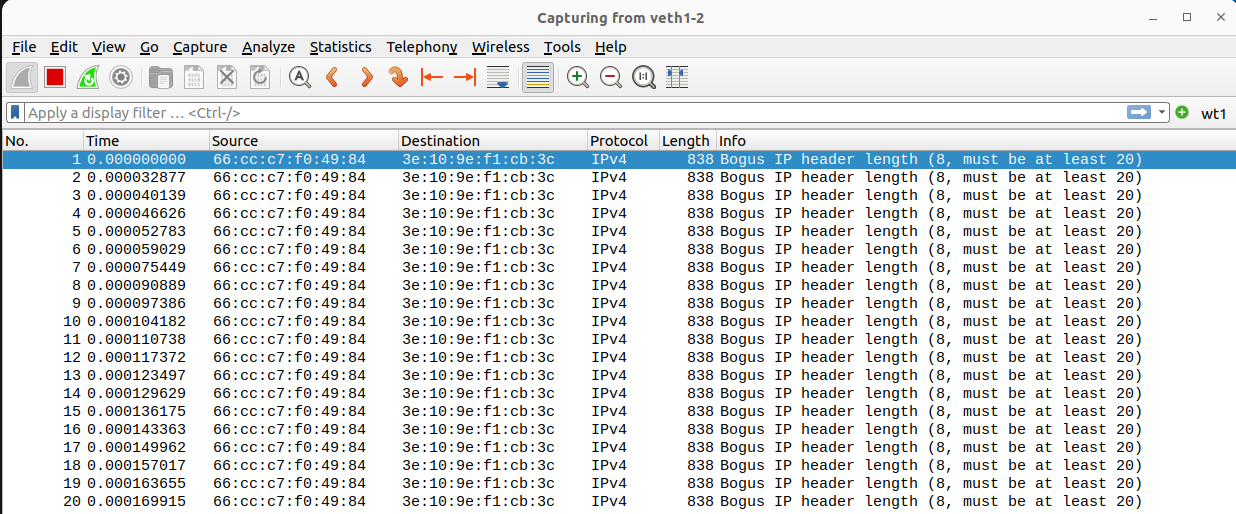 Capturing from veth1-2
File Edit View Go Capture Analyze Statistics Telephony Wireless Tools Help
Apply a display filter … <Ctrl-/> wt1
No. Time Source Destination Protocol Length Info
1 0.000000000 66:cc:c7:f0:49:84 3e:10:9e:f1:cb:3c IPv4 838 Bogus IP header length (8, must be at least 20)
2 0.000032877 66:cc:c7:f0:49:84 3e:10:9e:f1:cb:3c IPv4 838 Bogus IP header length (8, must be at least 20)
3 0.000040139 66:cc:c7:f0:49:84 3e:10:9e:f1:cb:3c IPv4 838 Bogus IP header length (8, must be at least 20)
4 0.000046626 66:cc:c7:f0:49:84 3e:10:9e:f1:cb:3c IPv4 838 Bogus IP header length (8, must be at least 20)
5 0.000052783 66:cc:c7:f0:49:84 3e:10:9e:f1:cb:3c IPv4 838 Bogus IP header length (8, must be at least 20)
6 0.000059029 66:cc:c7:f0:49:84 3e:10:9e:f1:cb:3c IPv4 838 Bogus IP header length (8, must be at least 20)
7 0.000075449 66:cc:c7:f0:49:84 3e:10:9e:f1:cb:3c IPv4 838 Bogus IP header length (8, must be at least 20)
8 0.000090889 66:cc:c7:f0:49:84 3e:10:9e:f1:cb:3c IPv4 838 Bogus IP header length (8, must be at least 20)
9 0.000097386 66:cc:c7:f0:49:84 3e:10:9e:f1:cb:3c IPv4 838 Bogus IP header length (8, must be at least 20)
10 0.000104182 66:cc:c7:f0:49:84 3e:10:9e:f1:cb:3c IPv4 838 Bogus IP header length (8, must be at least 20)
11 0.000110738 66:cc:c7:f0:49:84 3e:10:9e:f1:cb:3c IPv4 838 Bogus IP header length (8, must be at least 20)
12 0.000117372 66:cc:c7:f0:49:84 3e:10:9e:f1:cb:3c IPv4 838 Bogus IP header length (8, must be at least 20)
13 0.000123497 66:cc:c7:f0:49:84 3e:10:9e:f1:cb:3c IPv4 838 Bogus IP header length (8, must be at least 20)
14 0.000129629 66:cc:c7:f0:49:84 3e:10:9e:f1:cb:3c IPv4 838 Bogus IP header length (8, must be at least 20)
15 0.000136175 66:cc:c7:f0:49:84 3e:10:9e:f1:cb:3c IPv4 838 Bogus IP header length (8, must be at least 20)
16 0.000143363 66:cc:c7:f0:49:84 3e:10:9e:f1:cb:3c IPv4 838 Bogus IP header length (8, must be at least 20)
17 0.000149962 66:cc:c7:f0:49:84 3e:10:9e:f1:cb:3c IPv4 838 Bogus IP header length (8, must be at least 20)
18 0.000157017 66:cc:c7:f0:49:84 3e:10:9e:f1:cb:3c IPv4 838 Bogus IP header length (8, must be at least 20)
19 0.000163655 66:cc:c7:f0:49:84 3e:10:9e:f1:cb:3c IPv4 838 Bogus IP header length (8, must be at least 20)
20 0.000169915 66:cc:c7:f0:49:84 3e:10:9e:f1:cb:3c IPv4 838 Bogus IP header length (8, must be at least 20)